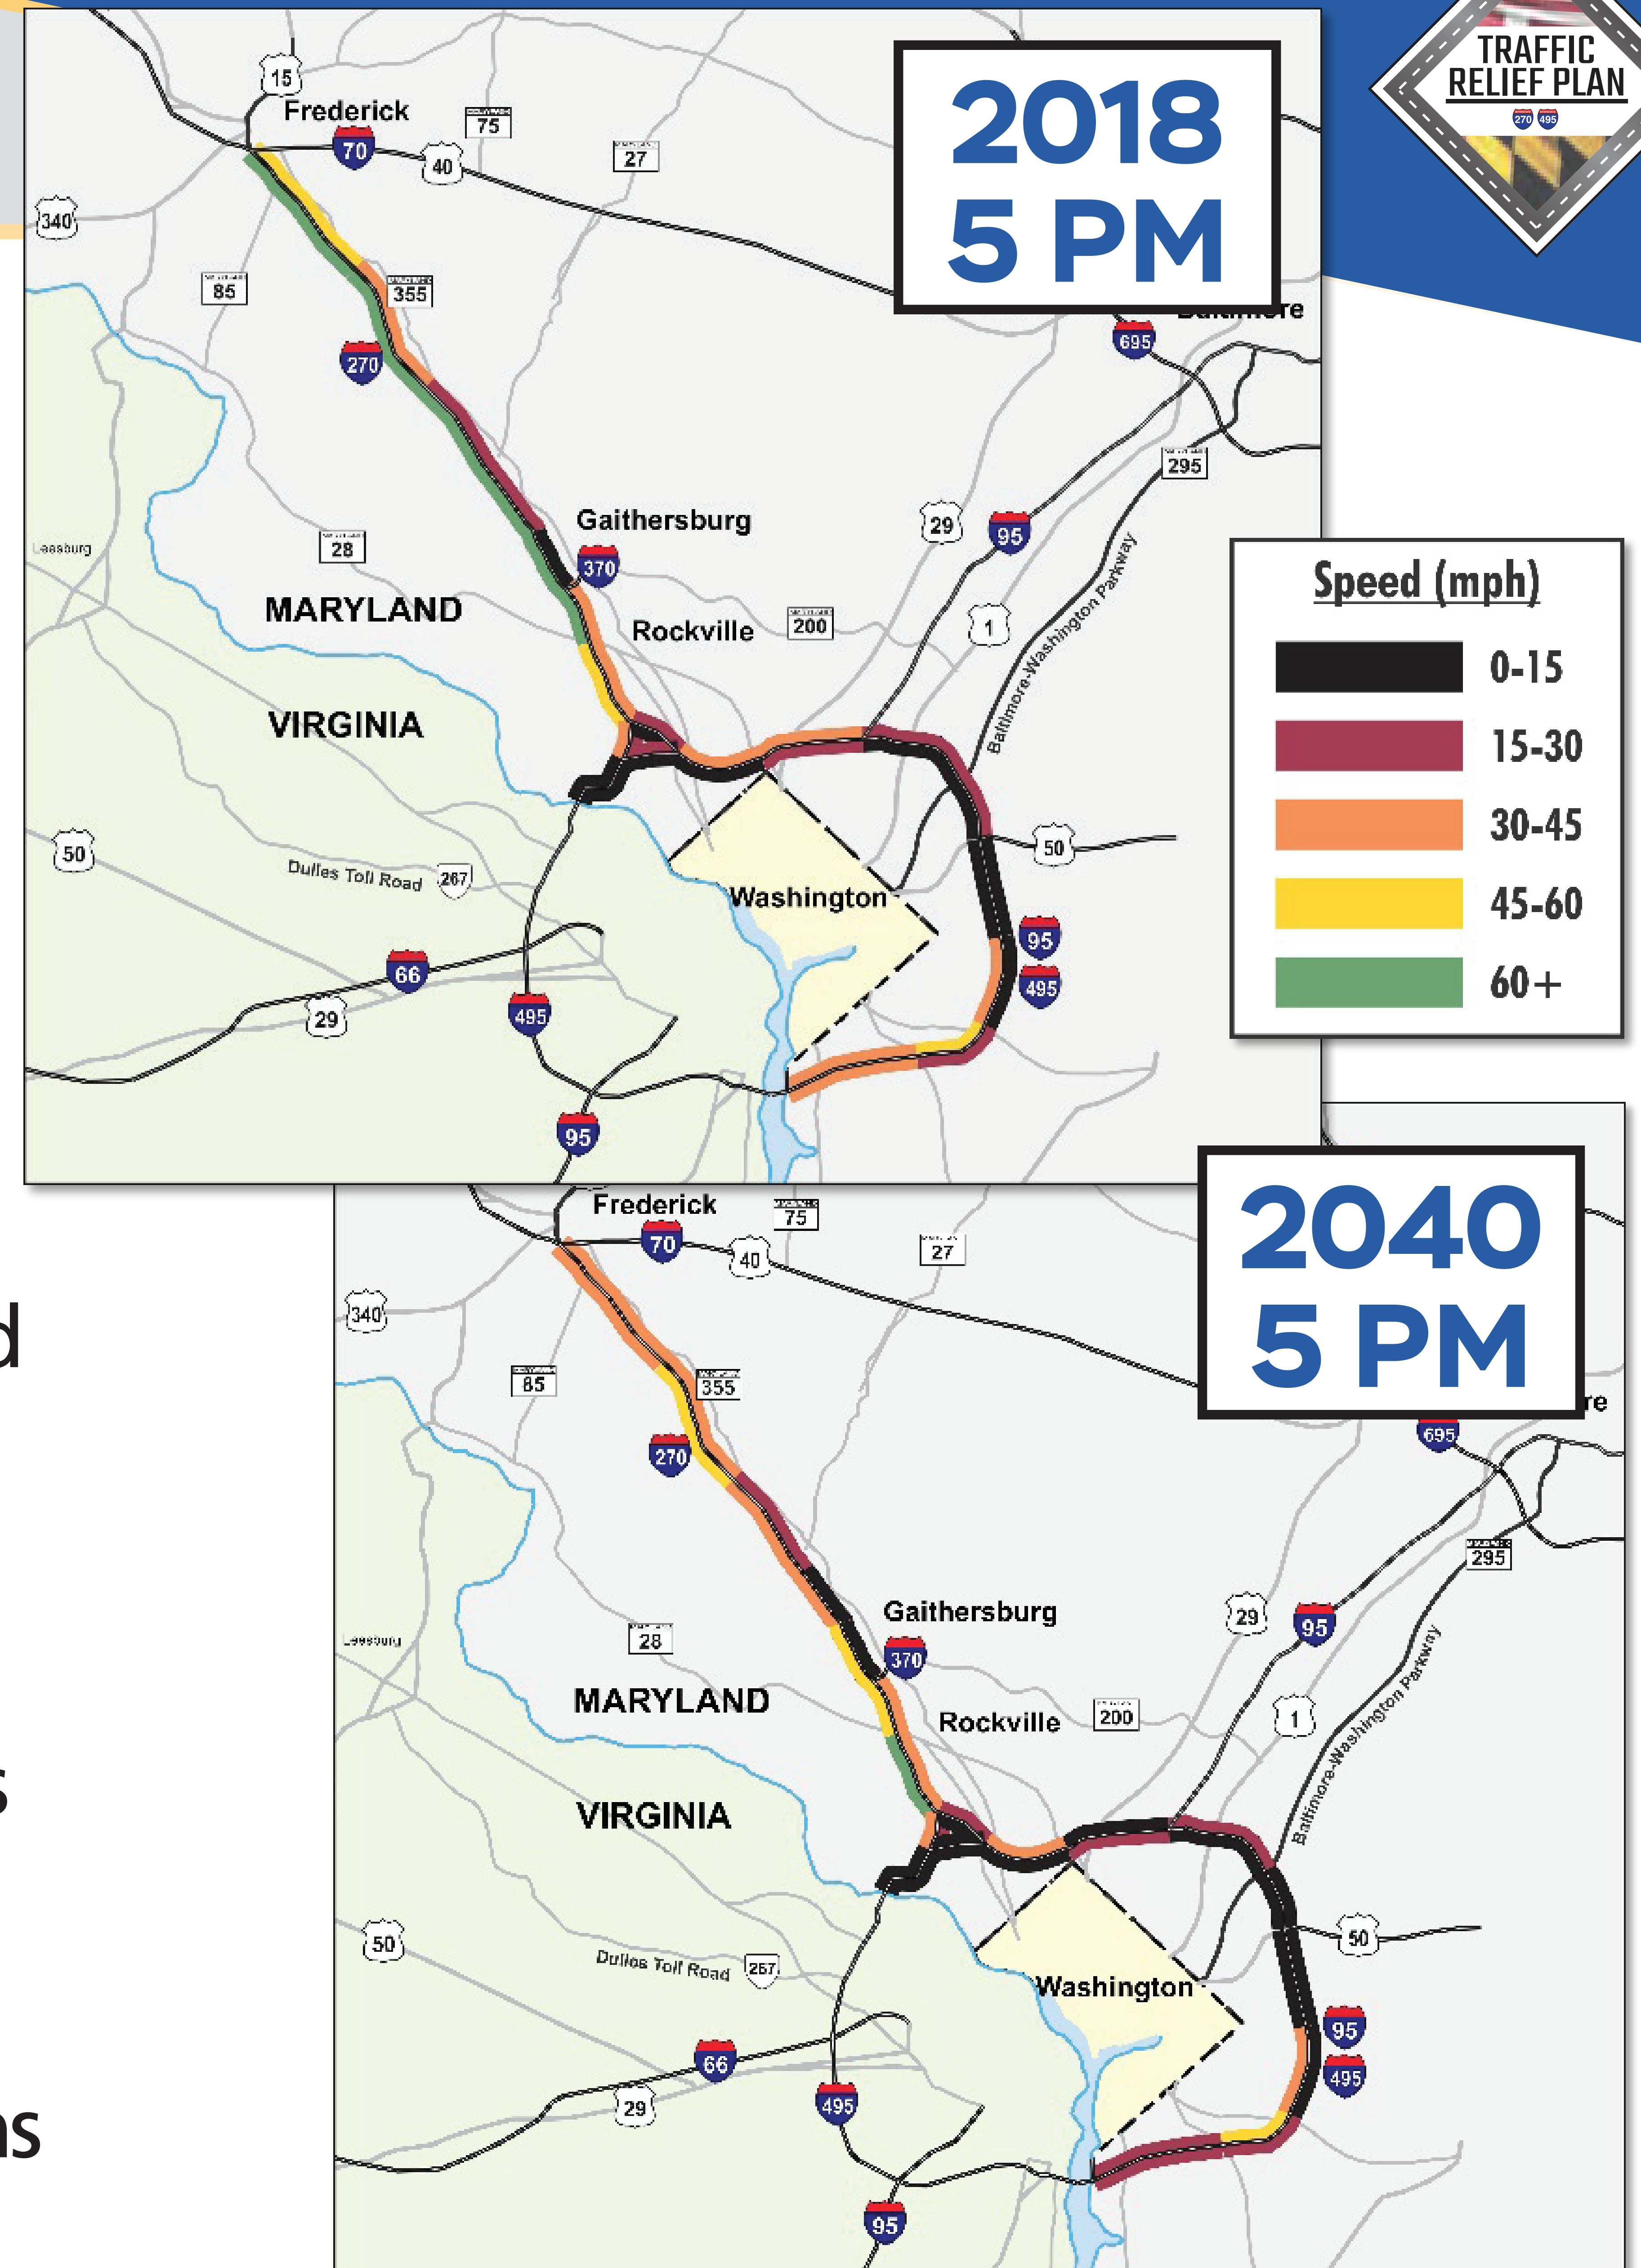 TRAFFIC
RELIEF PLAN
270 495
2018
5 PM
15
Frederick
70
75
40
27
340
85
355
270
695
295
Gaithersburg
29
95
Leesburg
28
370
MARYLAND
Rockville
200
1
Baltimore-Washington Parkway
VIRGINIA
50
Dulles Toll Road
267
50
Washington
95
66
495
29
495
95
Speed (mph)
0-15
15-30
30-45
45-60
60+
2040
5 PM
Frederick
75
70
40
27
340
85
355
re
270
695
295
Gaithersburg
29
95
Leesburg
28
370
MARYLAND
Rockville
200
1
Baltimore-Washington Parkway
VIRGINIA
50
Dulles Toll Road
267
50
Washington
95
66
495
29
495
95
d
s
ns